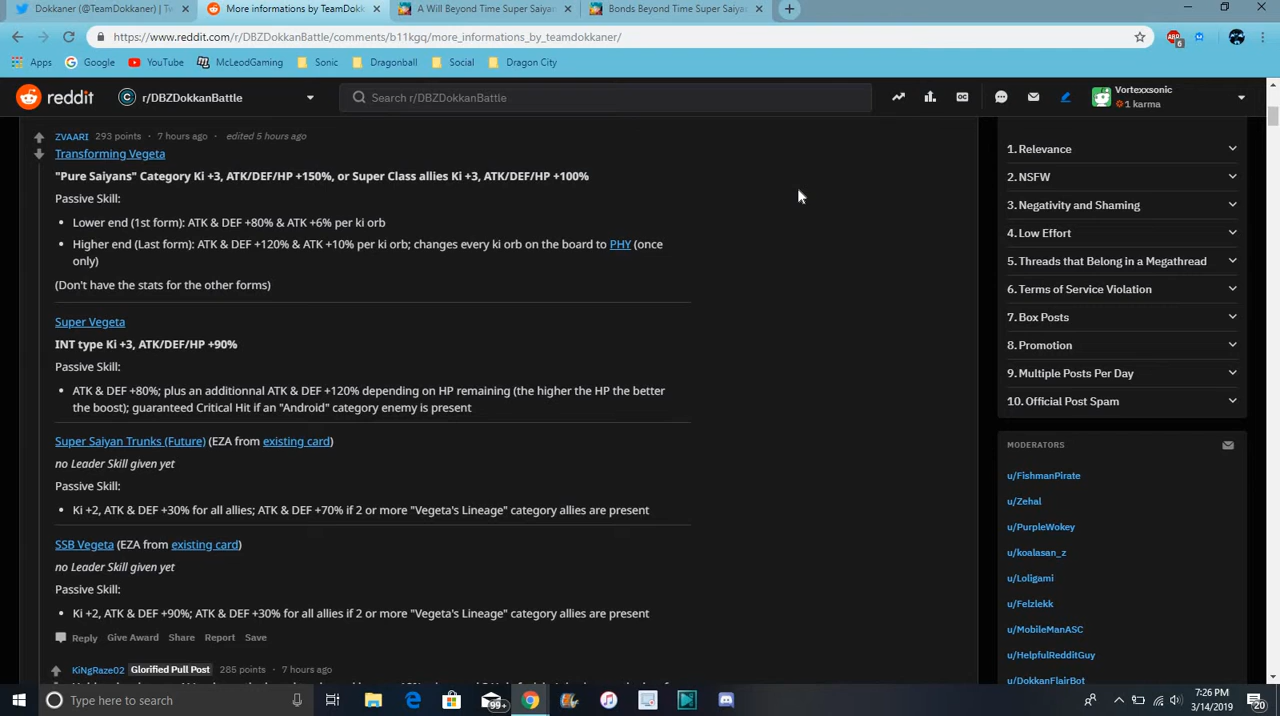 Dokkaner (@TeamDokkaner) | Tw
More informations by TeamDokk
A Will Beyond Time Super Saiyan
Bonds Beyond Time Super Saiyan
https://www.reddit.com/r/DBZDokkanBattle/comments/b11kgq/more_informations_by_teamdokkaner/
ABP
6
Apps
Google
YouTube
McLeodGaming
Sonic
Dragonball
Social
Dragon City
reddit
r/DBZDokkanBattle
Search r/DBZDokkanBattle
Vortexxsonic
1 karma
ZVAARI 293 points · 7 hours ago · edited 5 hours ago
Transforming Vegeta
"Pure Saiyans" Category Ki +3, ATK/DEF/HP +150%, or Super Class allies Ki +3, ATK/DEF/HP +100%
Passive Skill:
• Lower end (1st form): ATK & DEF +80% & ATK +6% per ki orb
• Higher end (Last form): ATK & DEF +120% & ATK +10% per ki orb; changes every ki orb on the board to PHY (once
only)
(Don't have the stats for the other forms)
Super Vegeta
INT type Ki +3, ATK/DEF/HP +90%
Passive Skill:
• ATK & DEF +80%; plus an additionnal ATK & DEF +120% depending on HP remaining (the higher the HP the better
the boost); guaranteed Critical Hit if an "Android" category enemy is present
Super Saiyan Trunks (Future) (EZA from existing card)
no Leader Skill given yet
Passive Skill:
• Ki +2, ATK & DEF +30% for all allies; ATK & DEF +70% if 2 or more "Vegeta's Lineage" category allies are present
SSB Vegeta (EZA from existing card)
no Leader Skill given yet
Passive Skill:
• Ki +2, ATK & DEF +90%; ATK & DEF +30% for all allies if 2 or more "Vegeta's Lineage" category allies are present
Reply Give Award Share Report Save
KiNgRaze02 Glorified Pull Post 285 points · 7 hours ago
1. Relevance
2. NSFW
3. Negativity and Shaming
4. Low Effort
5. Threads that Belong in a Megathread
6. Terms of Service Violation
7. Box Posts
8. Promotion
9. Multiple Posts Per Day
10. Official Post Spam
MODERATORS
u/FishmanPirate
u/Zehal
u/PurpleWokey
u/koalasan_z
u/Loligami
u/Felzlekk
u/MobileManASC
u/HelpfulRedditGuy
u/DokkanFlairBot
Type here to search
99+
7:26 PM
3/14/2019
20